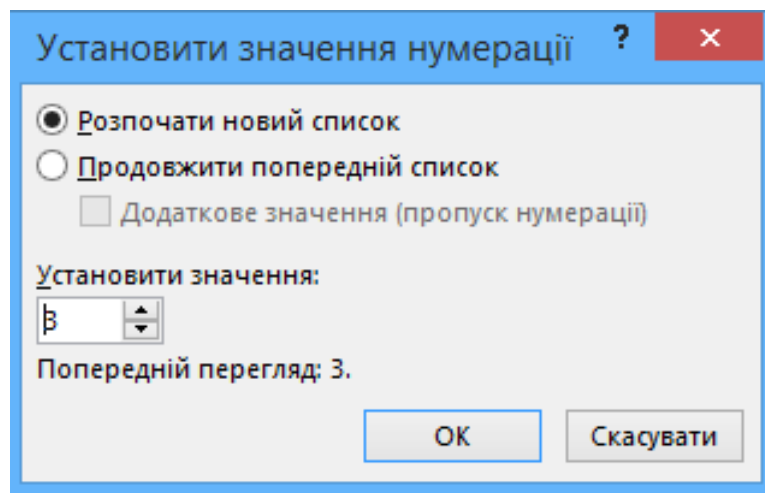 Установити значення нумерації ?
Розпочати новий список
Продовжити попередній список
Додаткове значення (пропуск нумерації)
Установити значення:
3
Попередній перегляд: 3.
ОК Скасувати